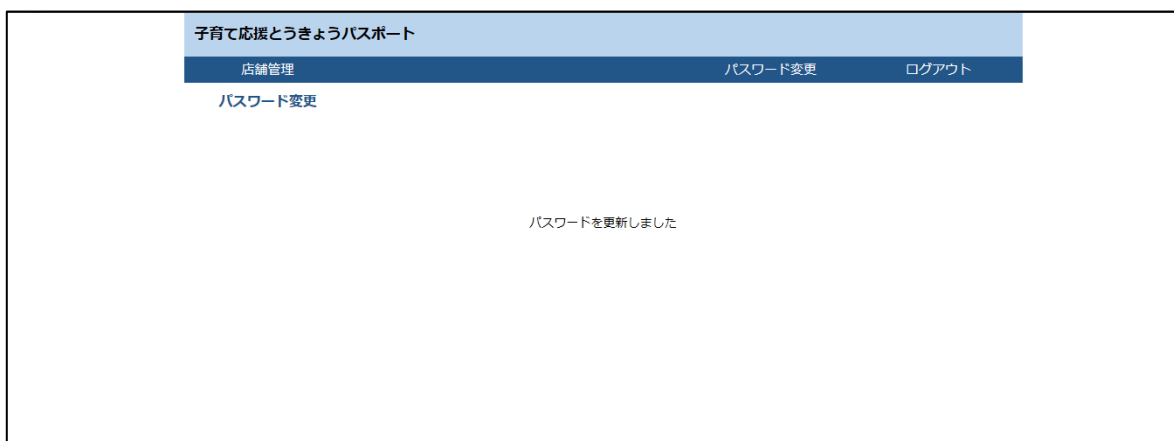 子育て応援とうきょうパスポート
店舗管理 パスワード変更 ログアウト
パスワード変更
パスワードを更新しました